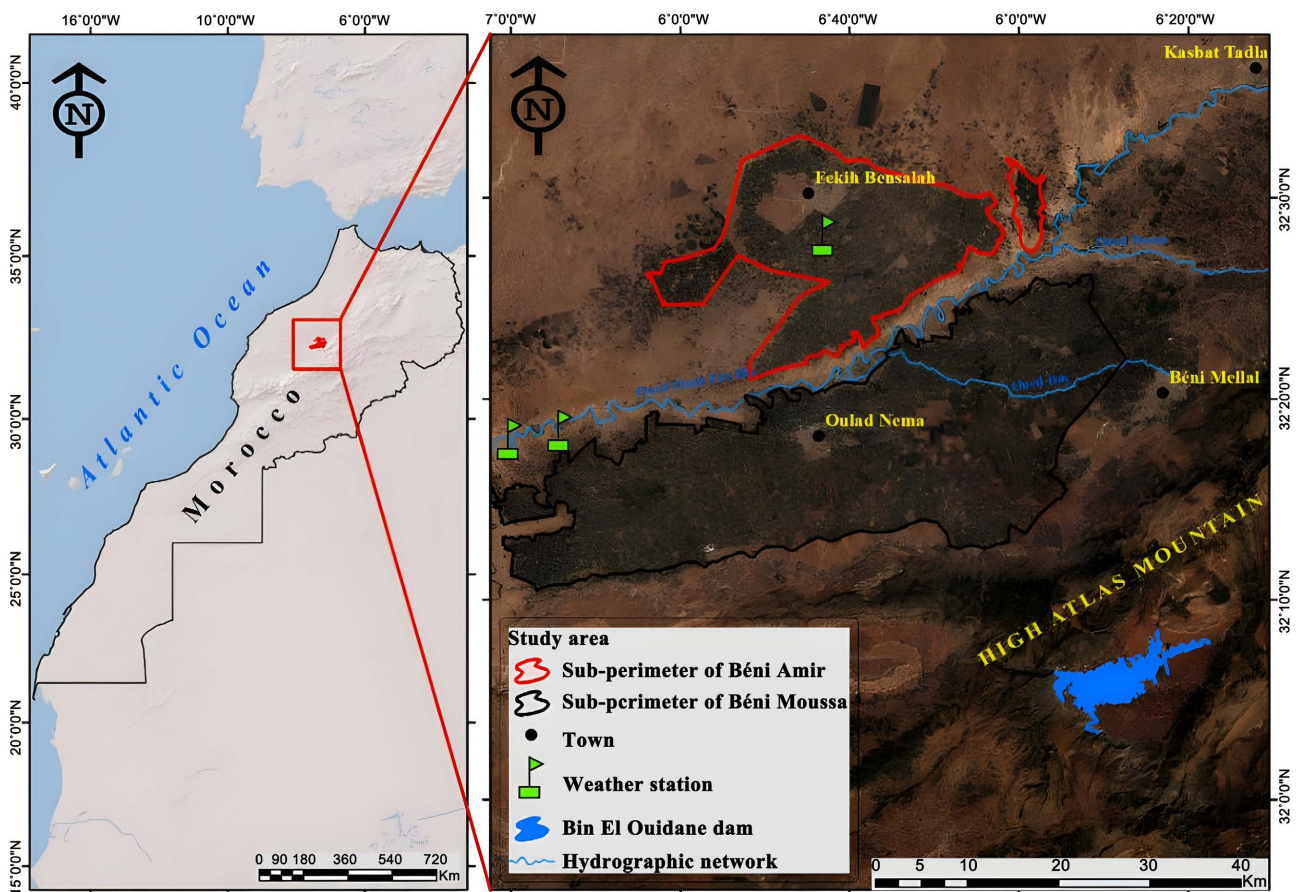 16°0'0"W 10°0'0"W 6°0'0"W
7°0'0"W 6°0'0"W 6°40'0"W 6°0'0"W 6°20'0"W
40°0'0"N
35°0'0"N
30°0'0"N
25°0'0"N
20°0'0"N
15°0'0"N
N
Atlantic Ocean
Morocco
0 90 180 360 540 720
Km
N
Kasbat Tadla
Fekih Bensalah
Béni Mellal
Oulad Nema
HIGH ATLAS MOUNTAIN
32°30'0"N
32°20'0"N
32°10'0"N
32°0'0"N
Study area
Sub-perimeter of Béni Amir
Sub-perimeter of Béni Moussa
Town
Weather station
Bin El Ouidane dam
Hydrographic network
0 5 10 20 30 40
Km